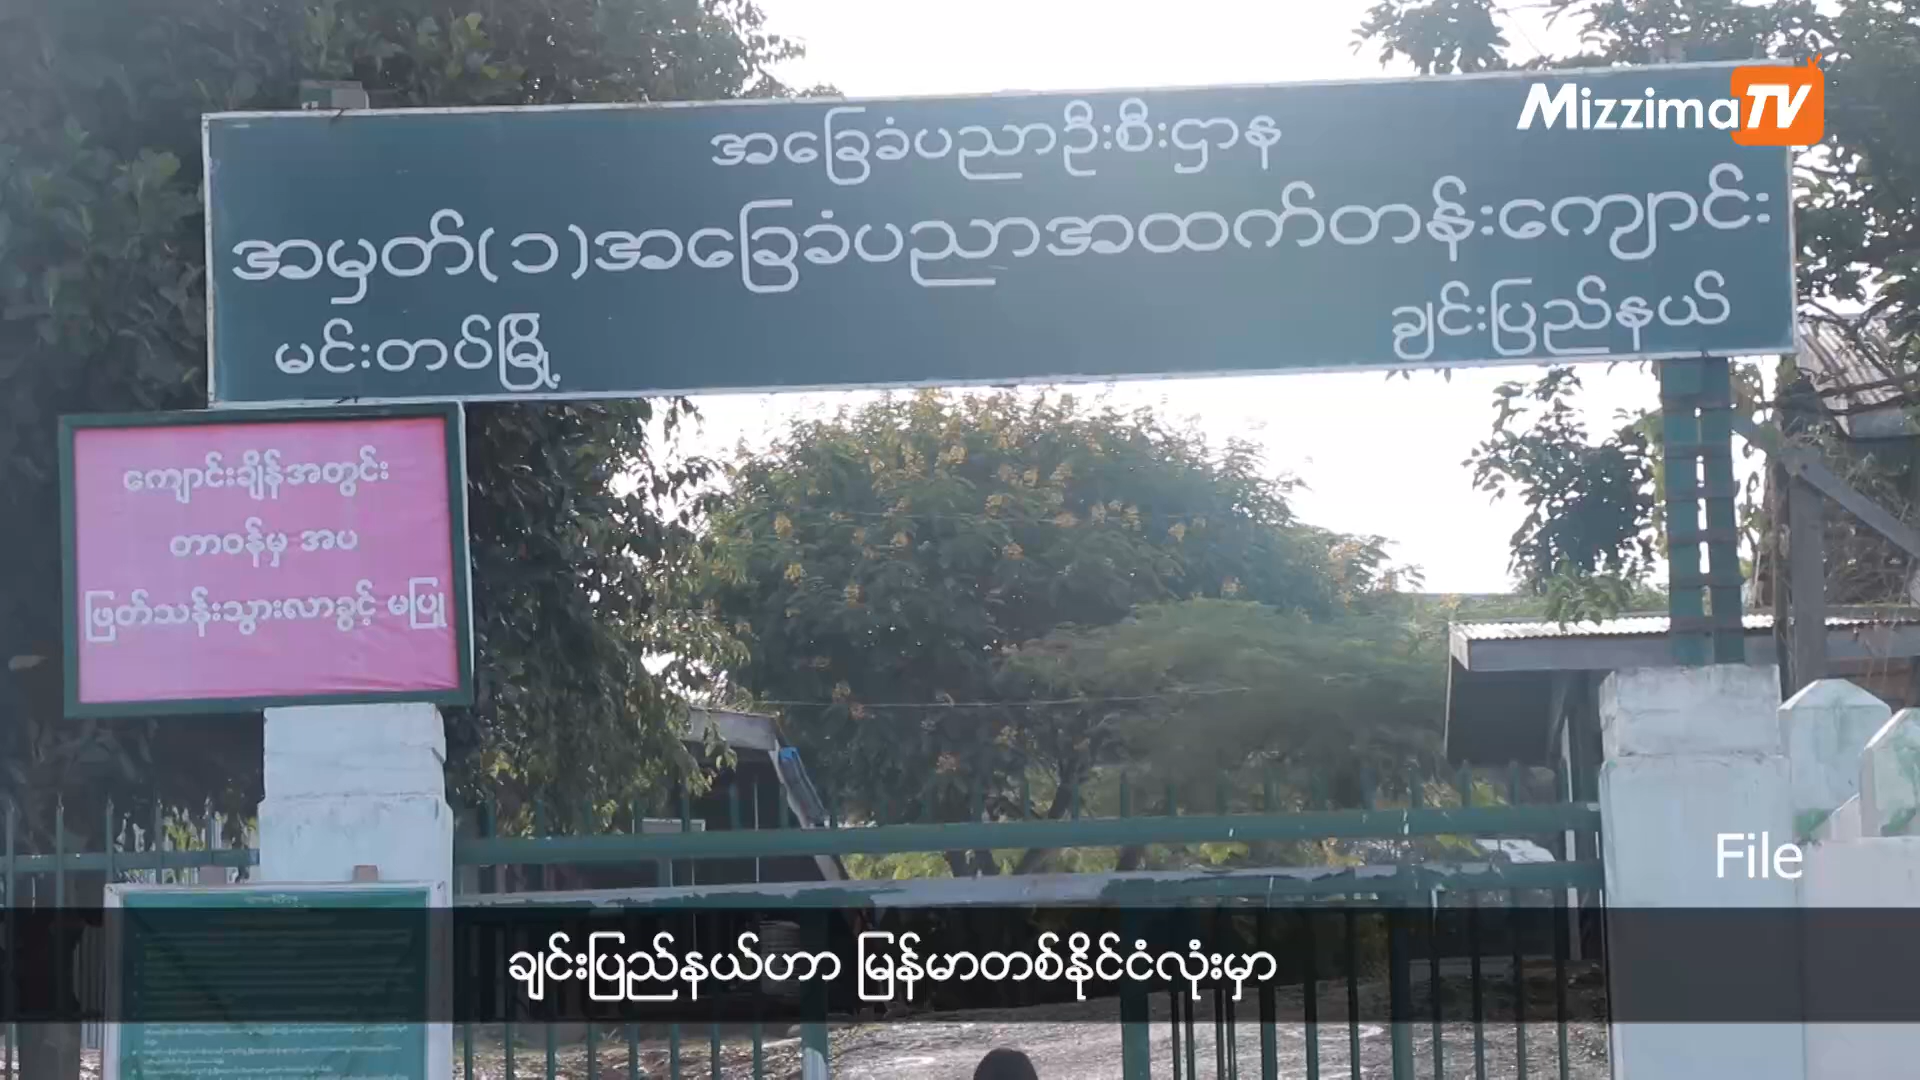 MizzimaTV
အခြေခံပညာဦးစီးဌာန
အမှတ်(၁)အခြေခံပညာအထက်တန်းကျောင်း
မင်းတပ်မြို့
ချင်းပြည်နယ်
ကျောင်းချိန်အတွင်း
တာဝန်မှ အပ
ဖြတ်သန်းသွားလာခွင့် မပြု
File
ချင်းပြည်နယ်ဟာ မြန်မာတစ်နိုင်ငံလုံးမှာ